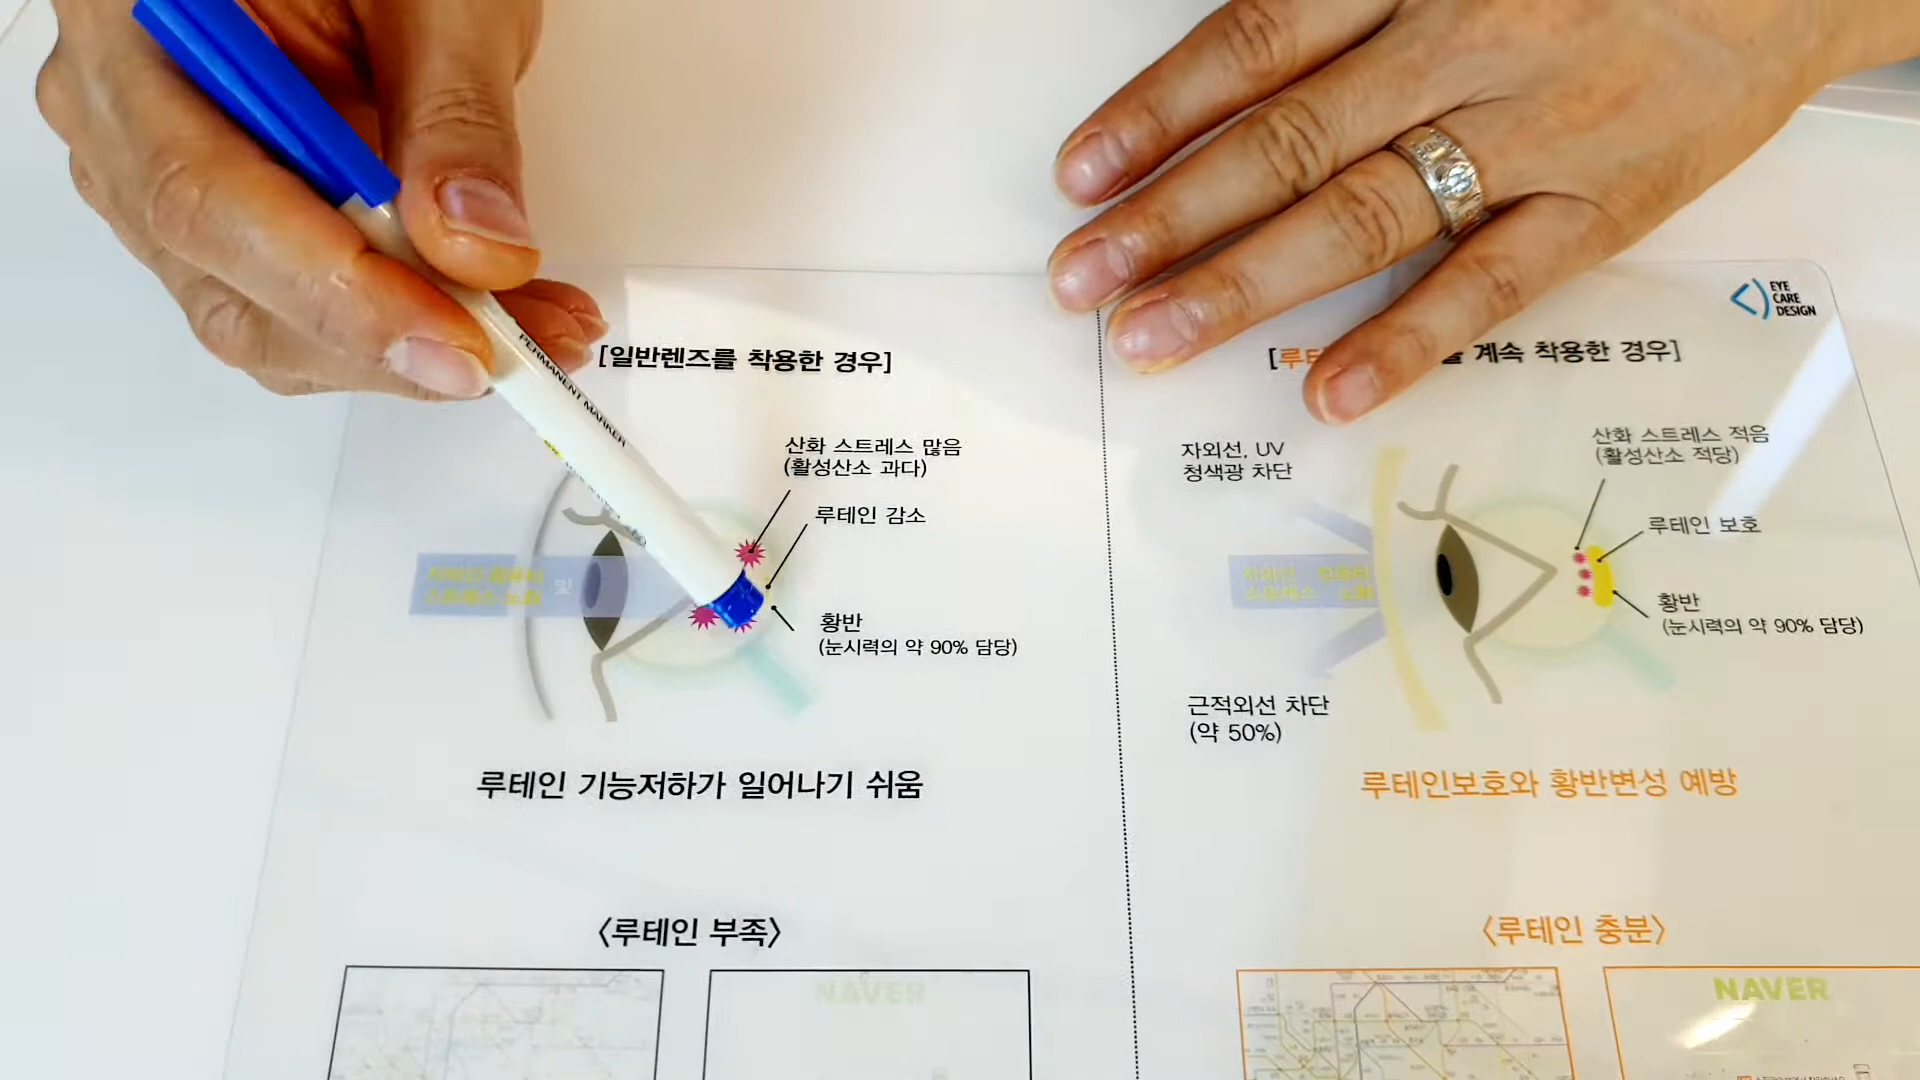 PERMANENT MARKER
EYE
CARE
DESIGN
[일반렌즈를 착용한 경우]
산화 스트레스 많음
(활성산소 과다)
루테인 감소
및
황반
(눈시력의 약 90% 담당)
루테인 기능저하가 일어나기 쉬움
<루테인 부족>
NAVER
[루테 계속 착용한 경우]
자외선, UV
청색광 차단
산화 스트레스 적음
(활성산소 적당)
루테인 보호
황반
(눈시력의 약 90% 담당)
근적외선 차단
(약 50%)
루테인보호와 황반변성 예방
<루테인 충분>
NAVER